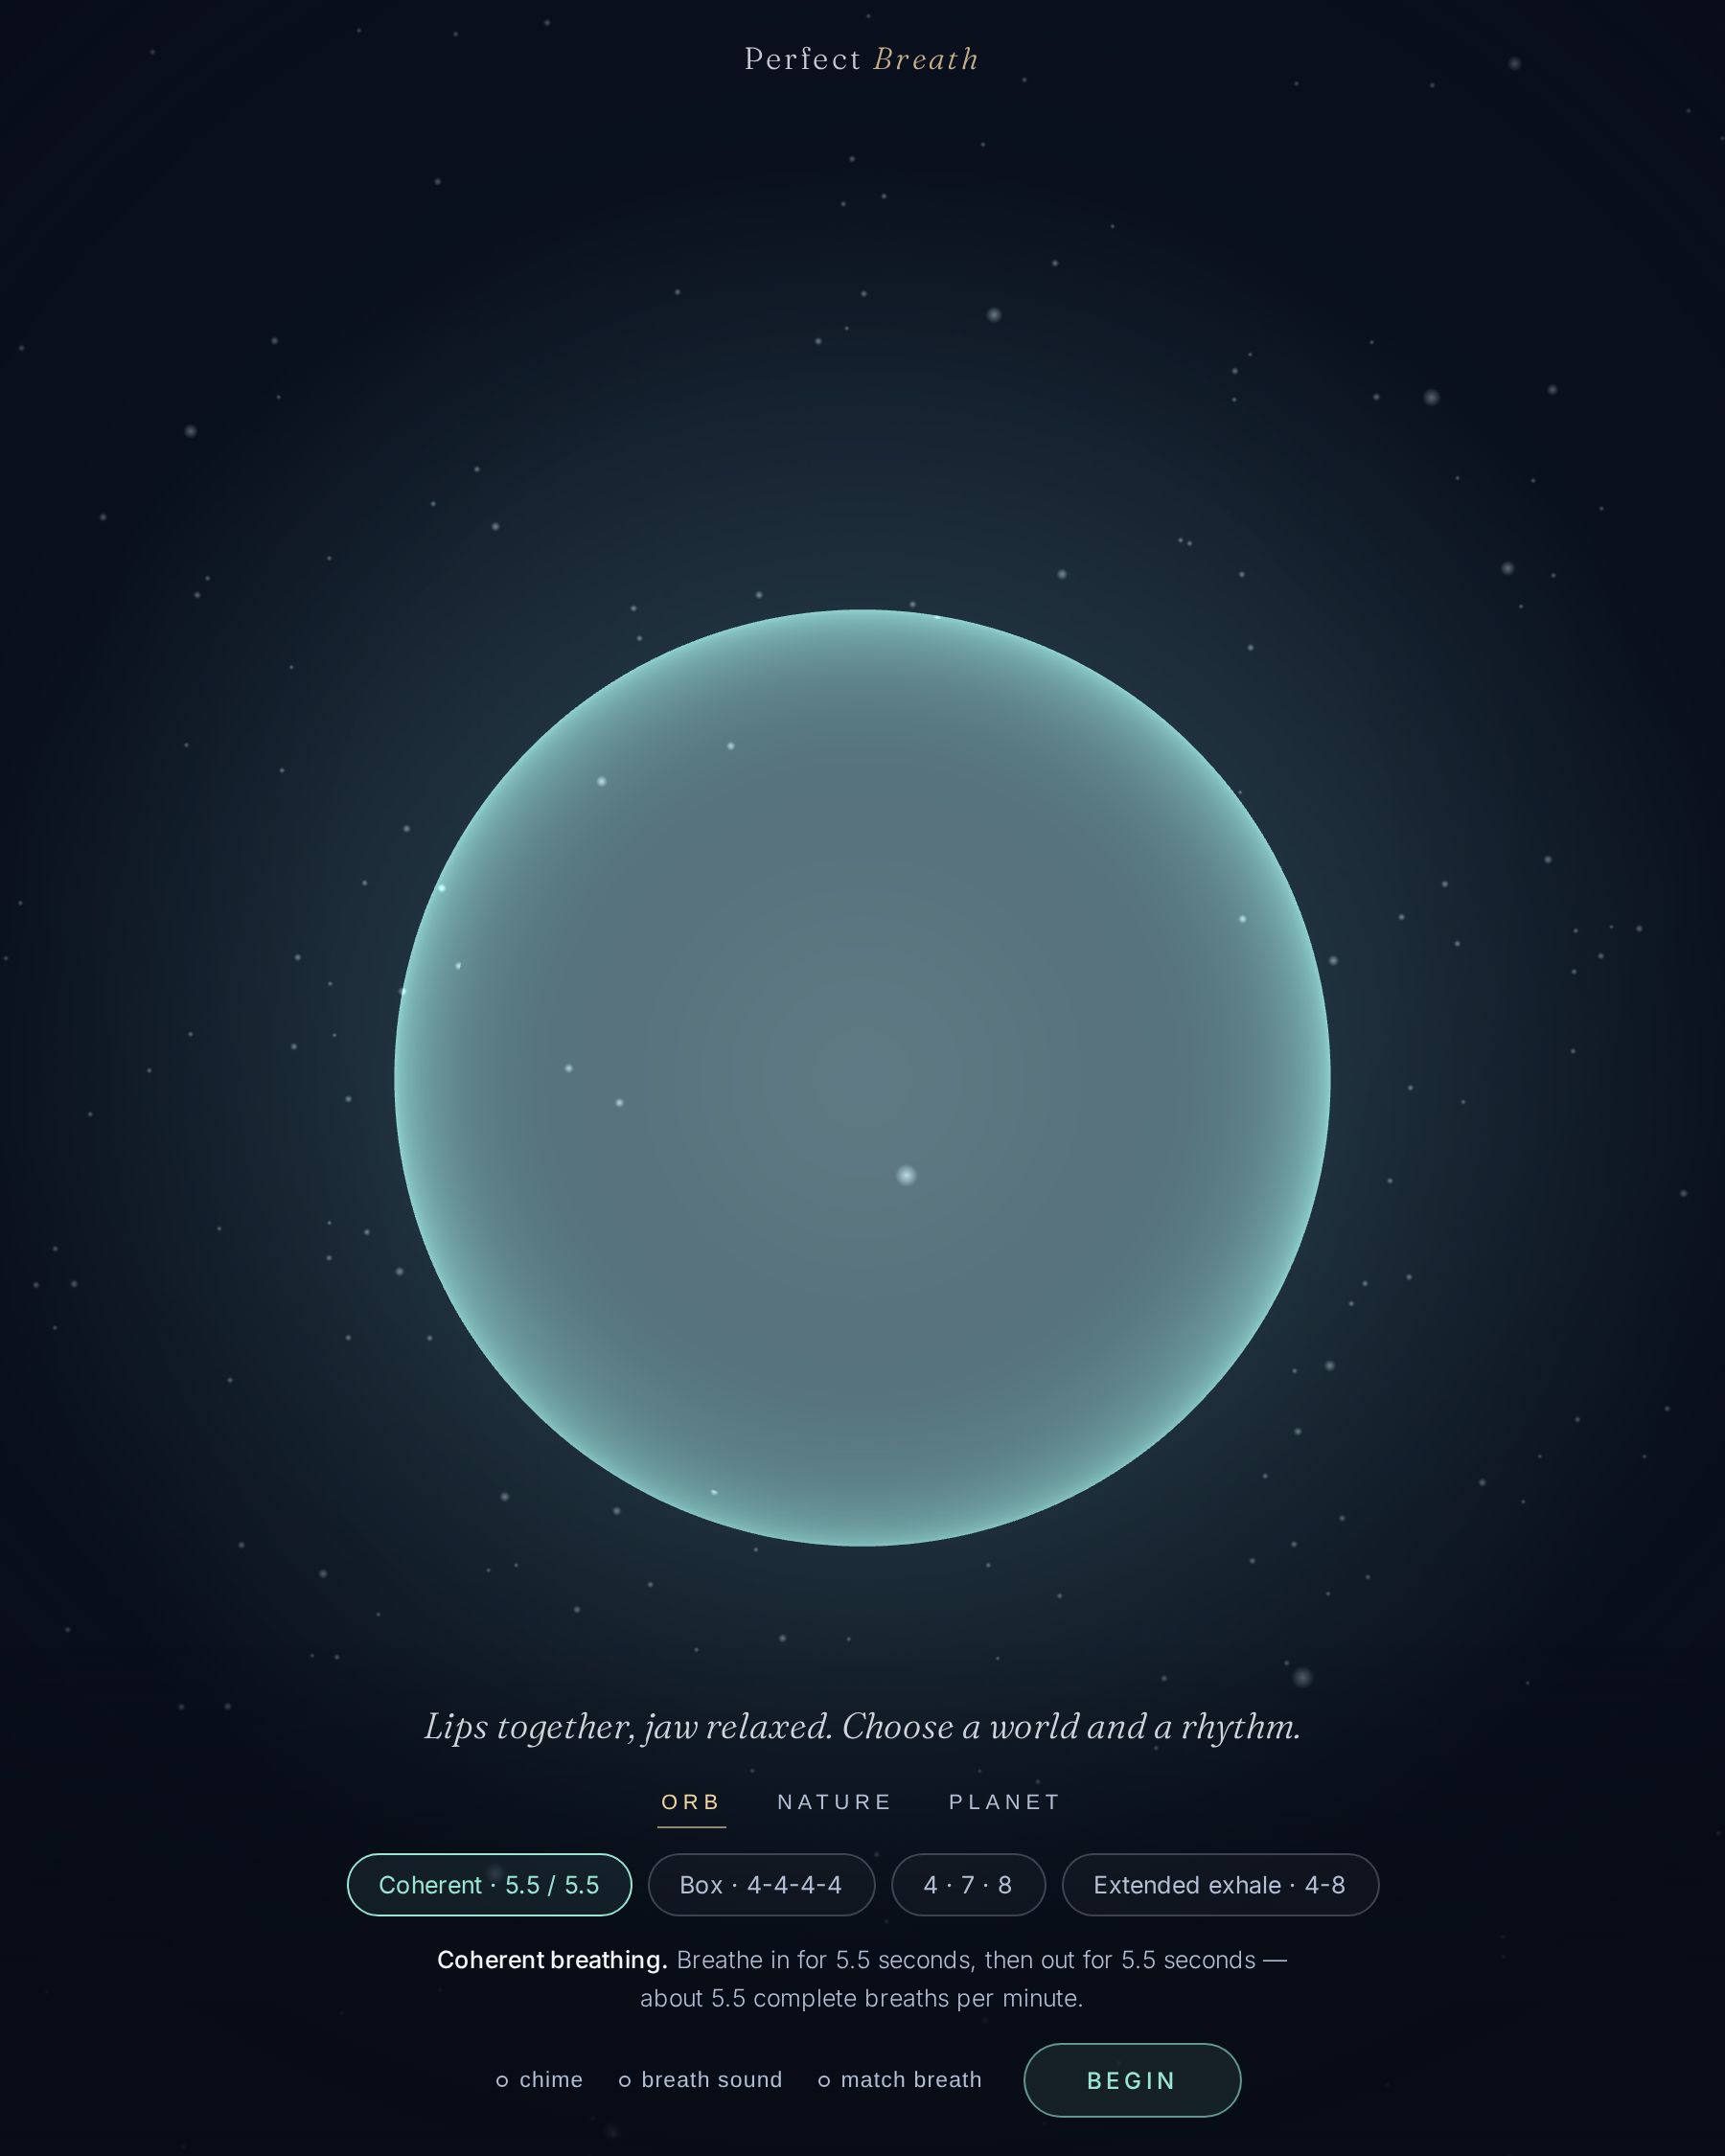 Perfect Breath
Lips together, jaw relaxed. Choose a world and a rhythm.
ORB NATURE PLANET
Coherent · 5.5 / 5.5 Box · 4-4-4-4 4 · 7 · 8 Extended exhale · 4-8
Coherent breathing. Breathe in for 5.5 seconds, then out for 5.5 seconds —
about 5.5 complete breaths per minute.
chime breath sound match breath BEGIN